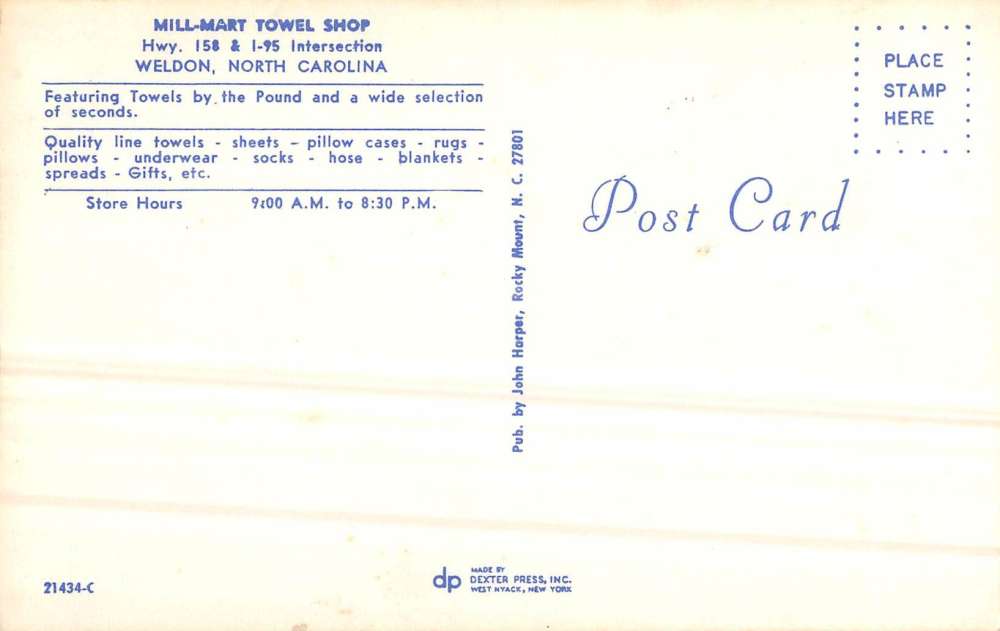 MILL-MART TOWEL SHOP
Hwy. 158 & I-95 Intersection
WELDON, NORTH CAROLINA
Featuring Towels by the Pound and a wide selection
of seconds.
Quality line towels - sheets - pillow cases - rugs -
pillows - underwear - socks - hose - blankets -
spreads - Gifts, etc.
Store Hours 9:00 A.M. to 8:30 P.M.
Pub. by John Harper, Rocky Mount, N. C. 27801
PLACE
STAMP
HERE
Post Card
21434-C
dp
MADE BY
DEXTER PRESS, INC.
WEST NYACK, NEW YORK